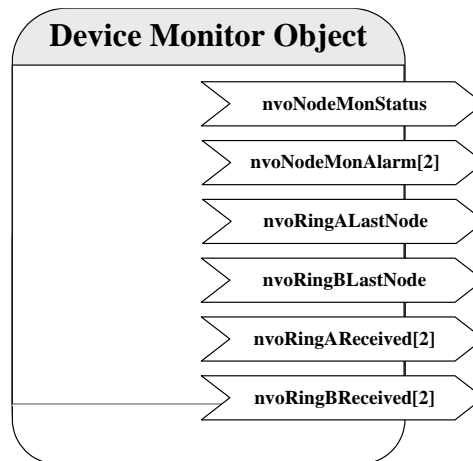 Device Monitor Object
nvoNodeMonStatus
nvoNodeMonAlarm[2]
nvoRingALastNode
nvoRingBLastNode
nvoRingAReceived[2]
nvoRingBReceived[2]